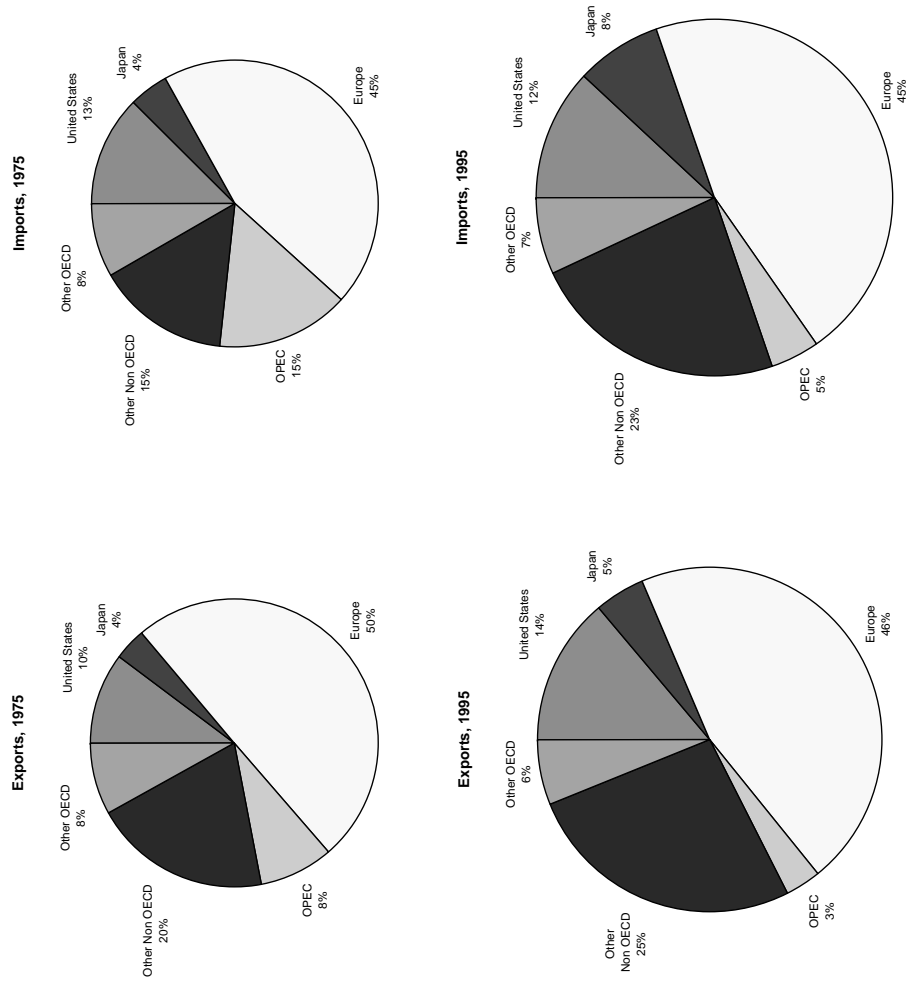 Exports, 1975
Other OECD
8%
United States
10%
Japan
4%
Other Non OECD
20%
OPEC
8%
Europe
50%
Imports, 1975
Other OECD
8%
United States
13%
Japan
4%
Other Non OECD
15%
OPEC
15%
Europe
45%
Exports, 1995
Other OECD
6%
United States
14%
Japan
5%
Other
Non OECD
25%
OPEC
3%
Europe
46%
Imports, 1995
Other OECD
7%
United States
12%
Japan
8%
Other Non OECD
23%
OPEC
5%
Europe
45%